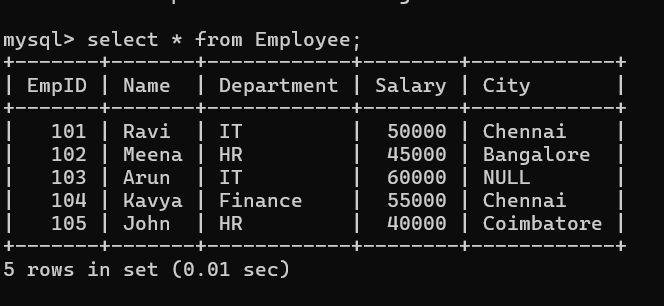 mysql> select * from Employee;
+-------+-------+------------+--------+------------+
| EmpID | Name  | Department | Salary | City       |
+-------+-------+------------+--------+------------+
|   101 | Ravi  | IT         |  50000 | Chennai    |
|   102 | Meena | HR         |  45000 | Bangalore  |
|   103 | Arun  | IT         |  60000 | NULL       |
|   104 | Kavya | Finance    |  55000 | Chennai    |
|   105 | John  | HR         |  40000 | Coimbatore |
+-------+-------+------------+--------+------------+
5 rows in set (0.01 sec)